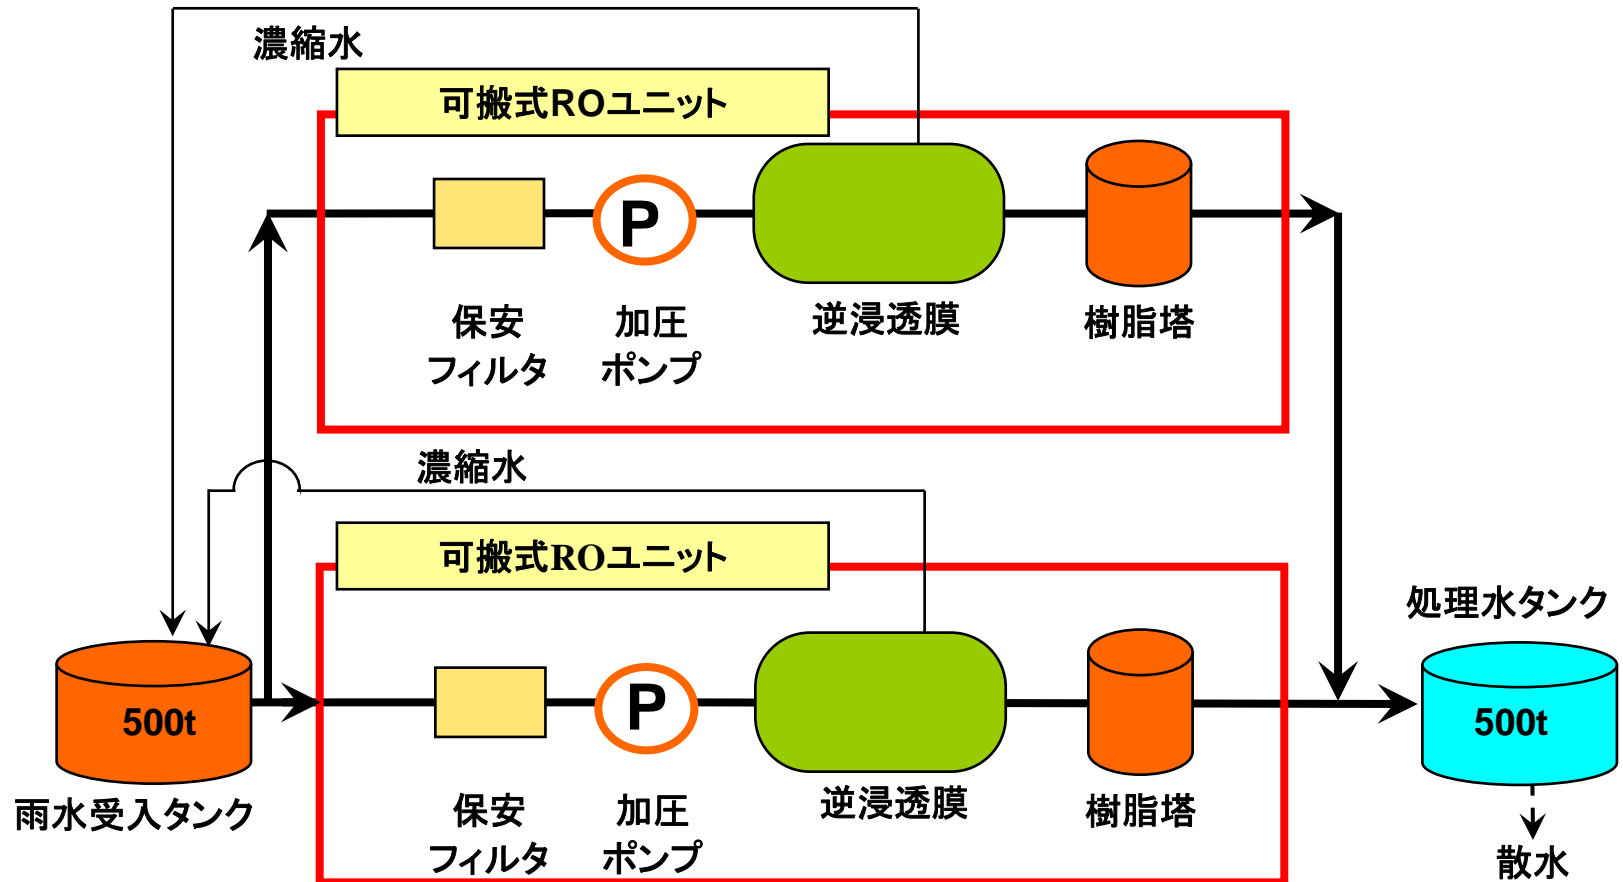 濃縮水
可搬式ROユニット
P
保安
フィルタ
加圧
ポンプ
逆浸透膜
樹脂塔
濃縮水
可搬式ROユニット
処理水タンク
500t
P
500t
雨水受入タンク
保安
フィルタ
加圧
ポンプ
逆浸透膜
樹脂塔
散水